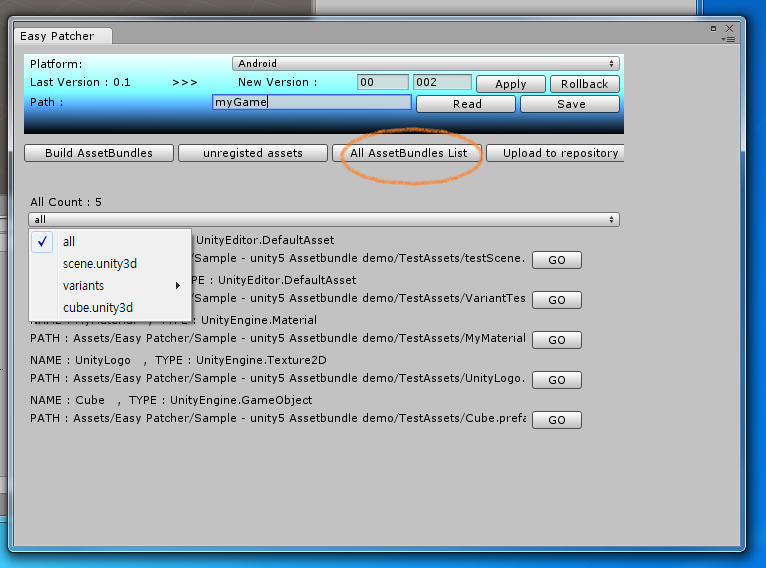 Easy Patcher
Platform: Android
Last Version : 0.1 >>> New Version : 00 002 Apply Rollback
Path : myGame Read Save
Build AssetBundles unregisted assets All AssetBundles List Upload to repository
All Count : 5
all
all
scene.unity3d
variants
cube.unity3d
UnityEditor.DefaultAsset
/Sample - unity5 Assetbundle demo/TestAssets/testScene. GO
PE : UnityEditor.DefaultAsset
/Sample - unity5 Assetbundle demo/TestAssets/VariantTes GO
NAME : MyMaterial , TYPE : UnityEngine.Material
PATH : Assets/Easy Patcher/Sample - unity5 Assetbundle demo/TestAssets/MyMaterial GO
NAME : UnityLogo , TYPE : UnityEngine.Texture2D
PATH : Assets/Easy Patcher/Sample - unity5 Assetbundle demo/TestAssets/UnityLogo. GO
NAME : Cube , TYPE : UnityEngine.GameObject
PATH : Assets/Easy Patcher/Sample - unity5 Assetbundle demo/TestAssets/Cube.prefa GO